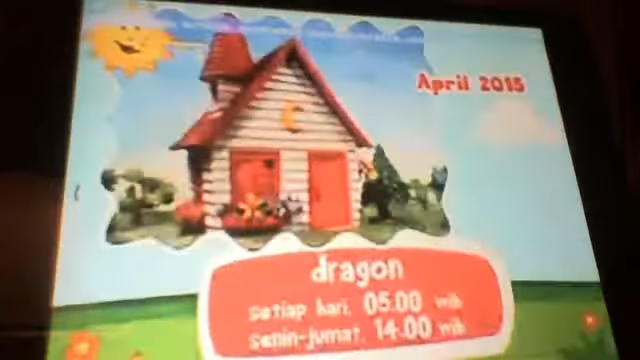 April 2015
dragon
setiap hari, 05.00 wib
senin-jumat, 14.00 wib